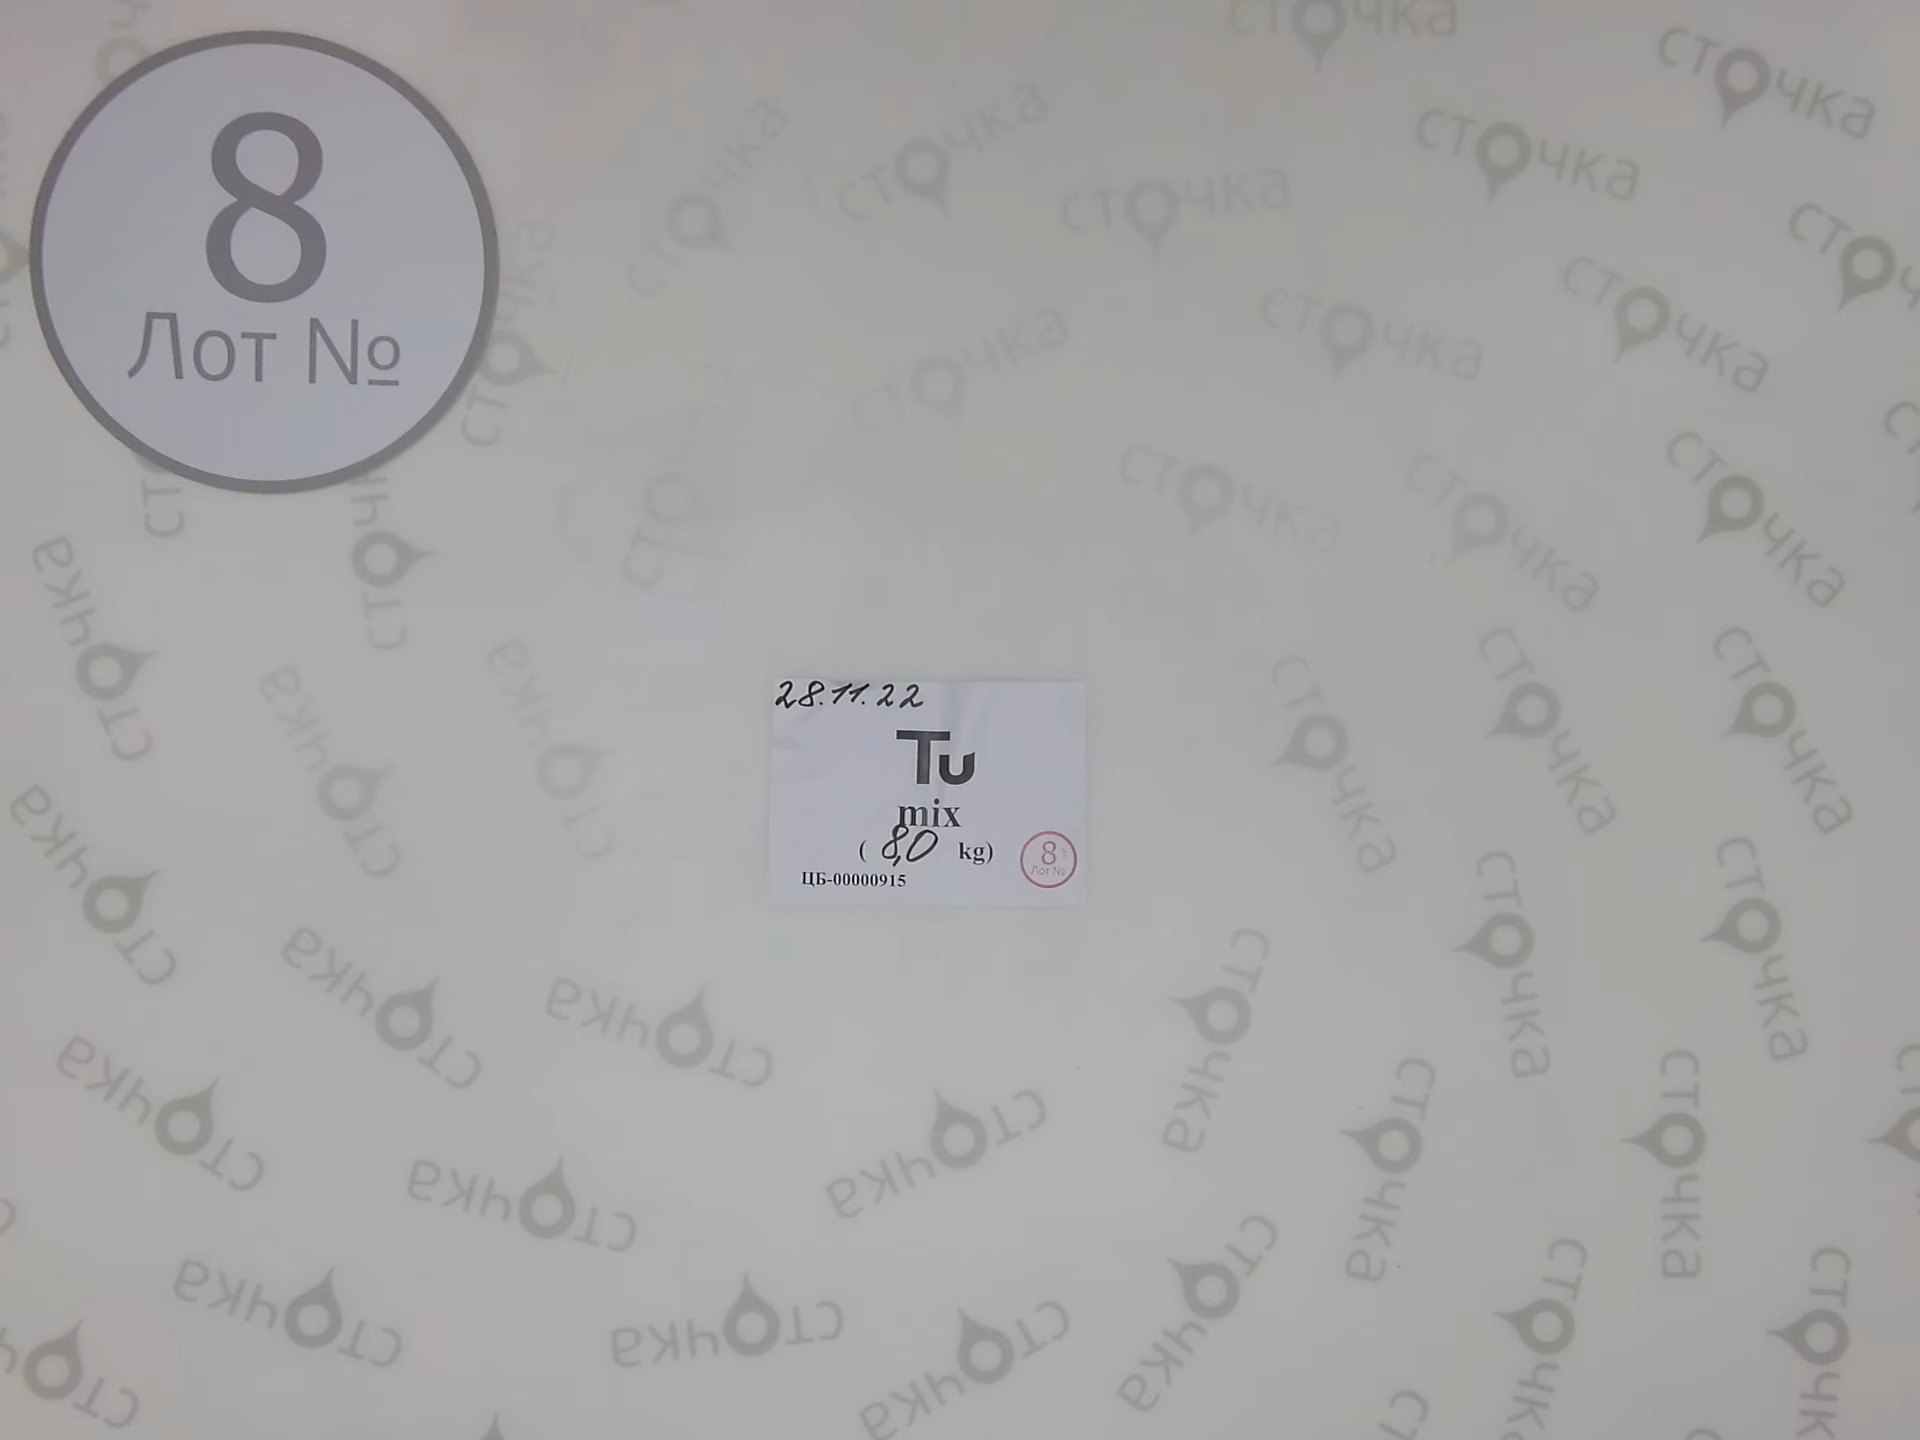 8
Лот №
28.11.22
Tu
mix
( 8,0 kg)
ЦБ-00000915
8
Лот №
сточка